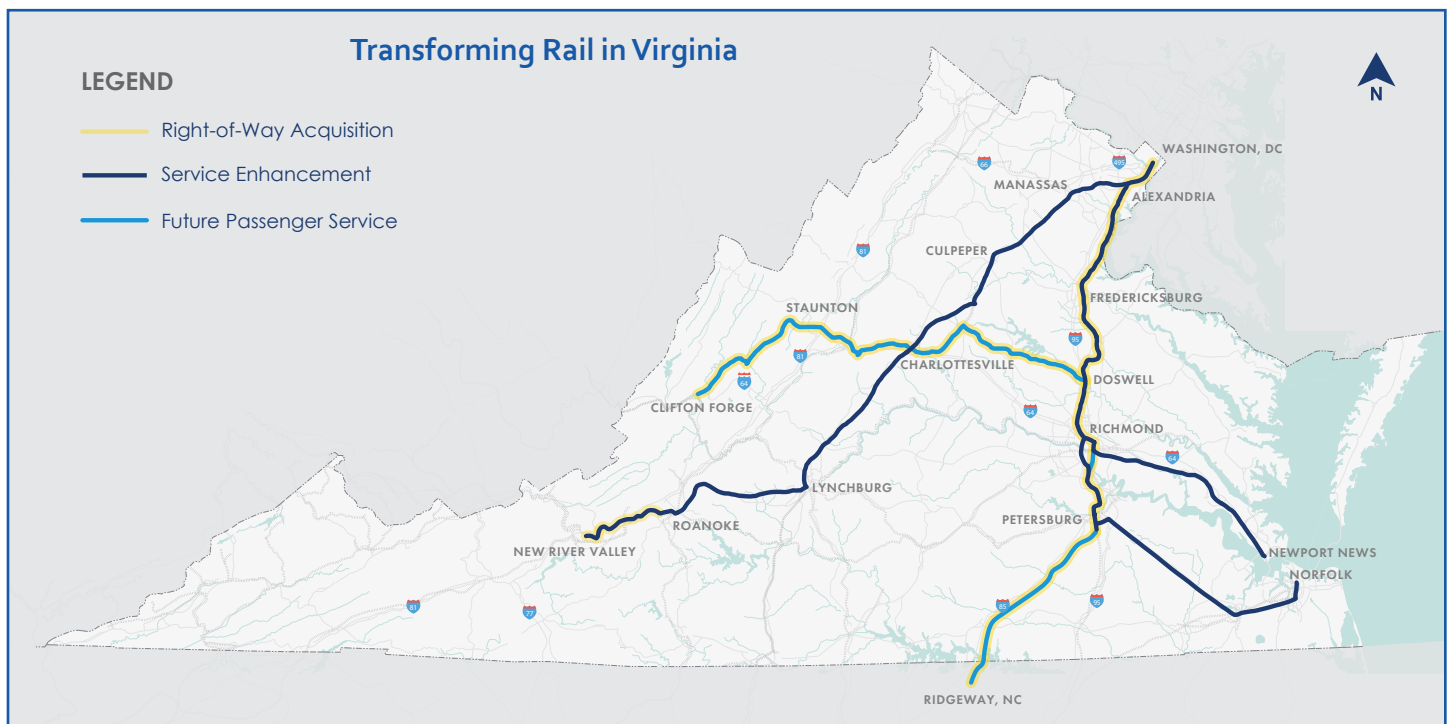 Transforming Rail in Virginia
LEGEND
Right-of-Way Acquisition
Service Enhancement
Future Passenger Service
N
WASHINGTON, DC
66
495
MANASSAS
ALEXANDRIA
81
CULPEPER
FREDERICKSBURG
STAUNTON
95
81
CHARLOTTESVILLE
64
DOSWELL
CLIFTON FORGE
64
RICHMOND
64
LYNCHBURG
PETERSBURG
ROANOKE
NEW RIVER VALLEY
NEWPORT NEWS
NORFOLK
81
77
85
95
RIDGEWAY, NC